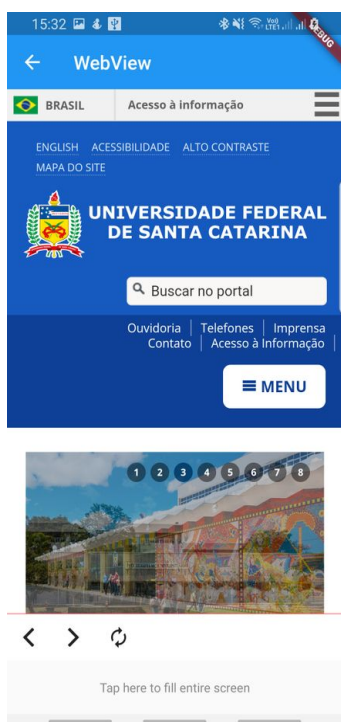 15:32
DEBUG
WebView
BRASIL
Acesso à informação
ENGLISH ACESSIBILIDADE ALTO CONTRASTE
MAPA DO SITE
UNIVERSIDADE FEDERAL
DE SANTA CATARINA
Buscar no portal
Ouvidoria | Telefones | Imprensa
Contato | Acesso à Informação |
MENU
1 2 3 4 5 6 7 8
Tap here to fill entire screen